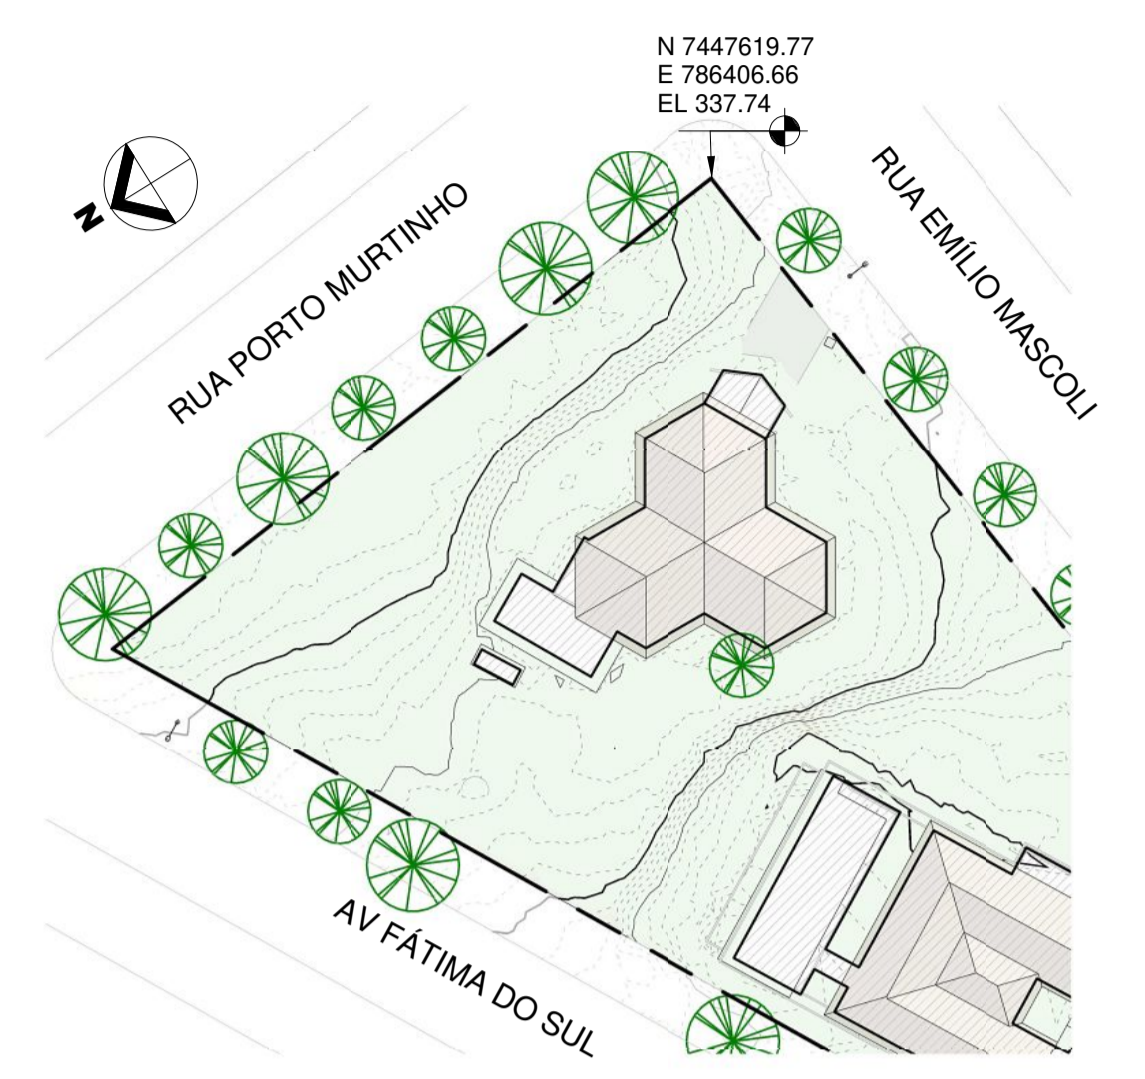 N 7447619.77
E 786406.66
EL 337.74
N
RUA PORTO MURTINHO
RUA EMÍLIO MASCOLI
AV FÁTIMA DO SUL